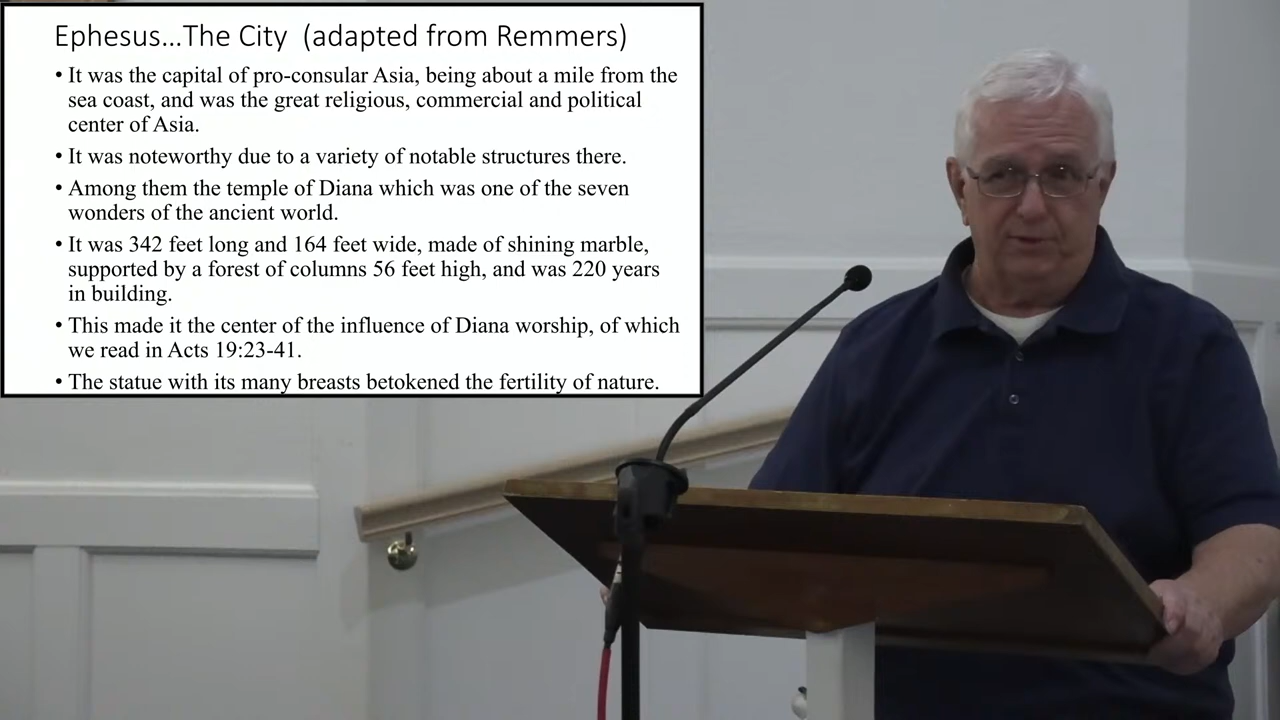 Ephesus...The City (adapted from Remmers)
• It was the capital of pro-consular Asia, being about a mile from the
sea coast, and was the great religious, commercial and political
center of Asia.
• It was noteworthy due to a variety of notable structures there.
• Among them the temple of Diana which was one of the seven
wonders of the ancient world.
• It was 342 feet long and 164 feet wide, made of shining marble,
supported by a forest of columns 56 feet high, and was 220 years
in building.
• This made it the center of the influence of Diana worship, of which
we read in Acts 19:23-41.
• The statue with its many breasts betokened the fertility of nature.